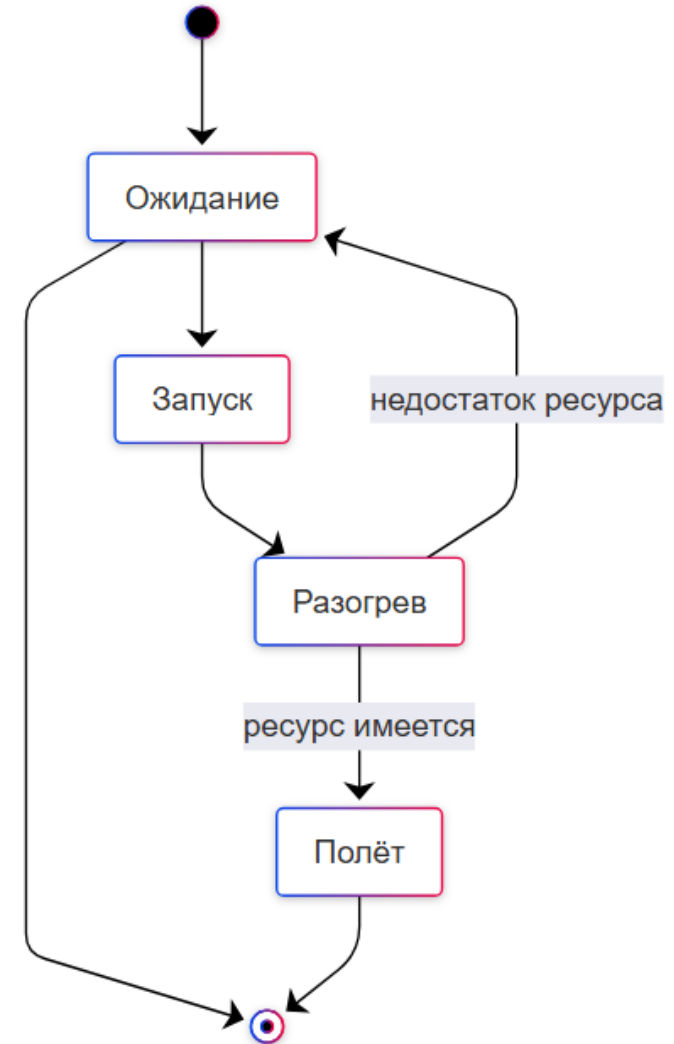 Ожидание
Запуск
недостаток ресурса
Разогрев
ресурс имеется
Полёт